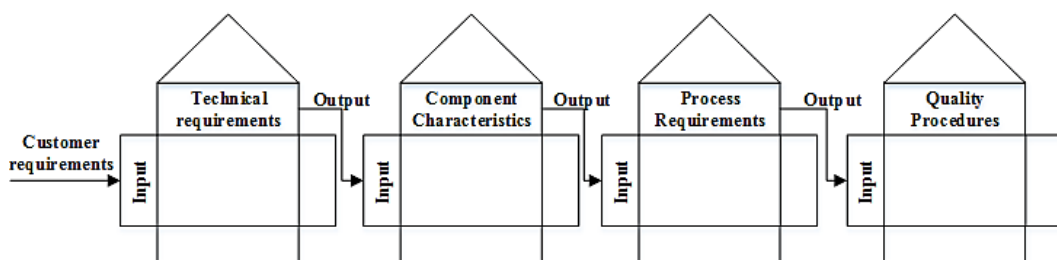 Technical
requirements
Output
Component
Characteristics
Output
Process
Requirements
Output
Quality
Procedures
Customer
requirements
Input
Input
Input
Input